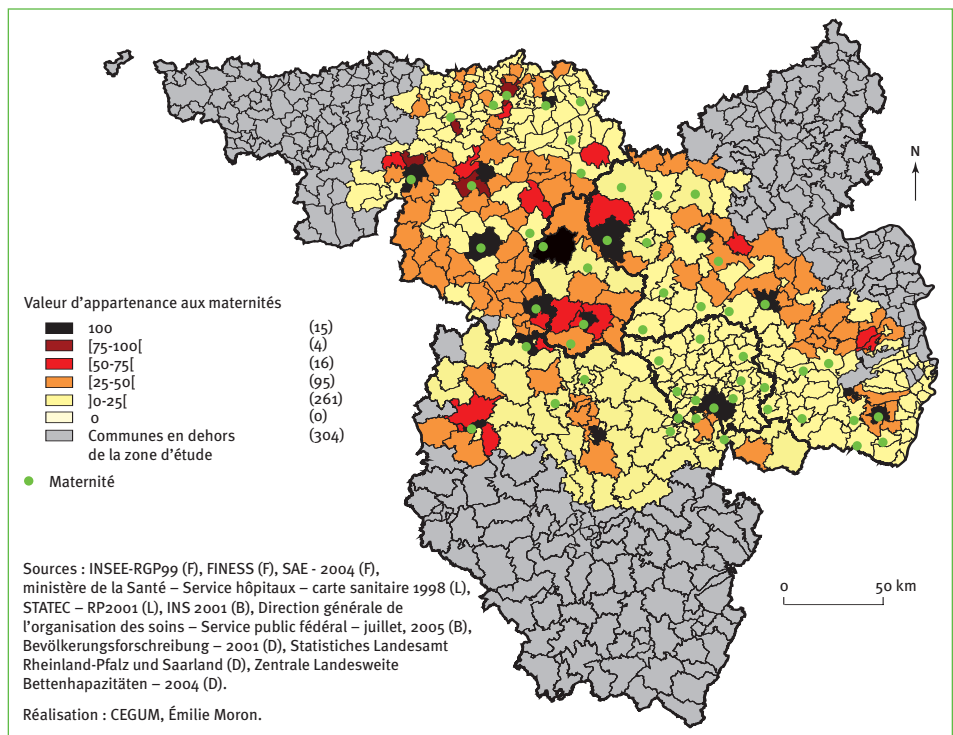 N
Valeur d'appartenance aux maternités
100 (15)
[75-100[ (4)
[50-75[ (16)
[25-50[ (95)
]0-25[ (261)
0 (0)
Communes en dehors (304)
de la zone d'étude
Maternité
Sources : INSEE-RGP99 (F), FINESS (F), SAE - 2004 (F),
ministère de la Santé – Service hôpitaux – carte sanitaire 1998 (L),
STATEC – RP2001 (L), INS 2001 (B), Direction générale de
l'organisation des soins – Service public fédéral – juillet, 2005 (B),
Bevölkerungsforschreibung – 2001 (D), Statistiches Landesamt
Rheinland-Pfalz und Saarland (D), Zentrale Landesweite
Bettenhapazitäten – 2004 (D).
0 50 km
Réalisation : CEGUM, Émilie Moron.